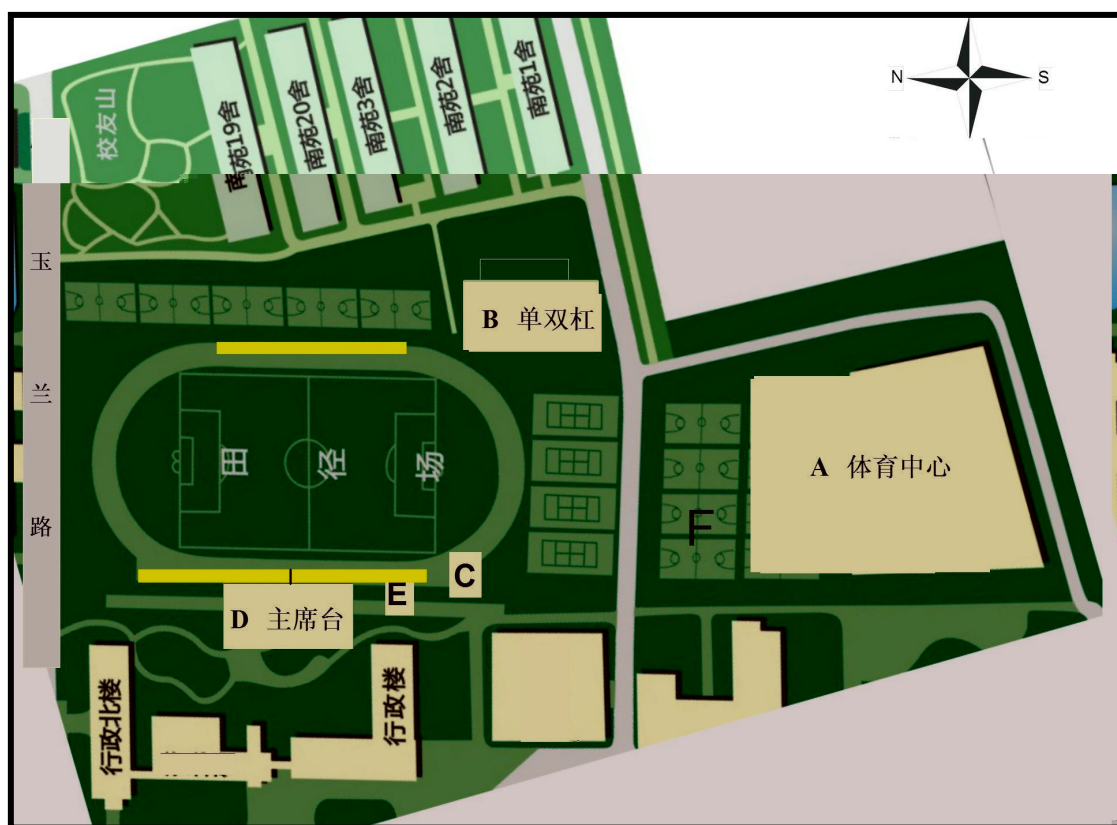 N
S
校友山
南苑19舍
南苑20舍
南苑3舍
南苑2舍
南苑1舍
玉兰路
B 单双杠
田径场
A 体育中心
F
C
E
D 主席台
行政北楼
行政楼